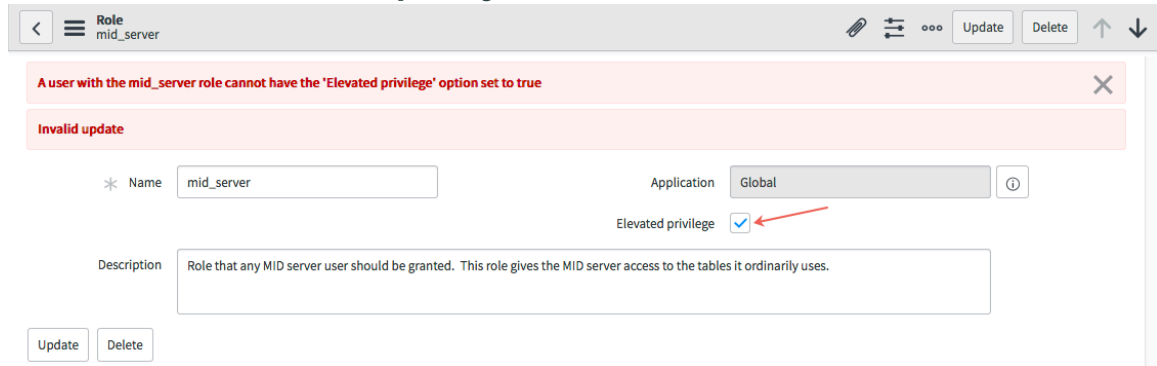 Role
mid_server
Update Delete
A user with the mid_server role cannot have the 'Elevated privilege' option set to true
Invalid update
Name mid_server Application Global
Elevated privilege
Description Role that any MID server user should be granted. This role gives the MID server access to the tables it ordinarily uses.
Update Delete